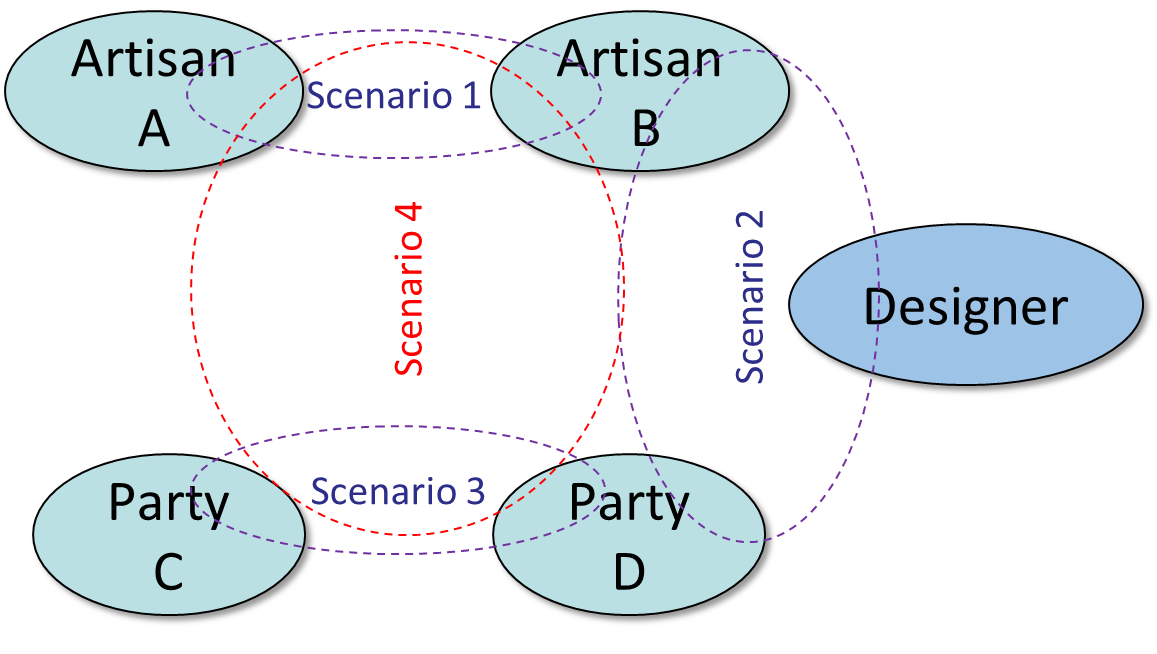 Artisan
A
Scenario 1
Artisan
B
Scenario 4
Scenario 2
Designer
Party
C
Scenario 3
Party
D